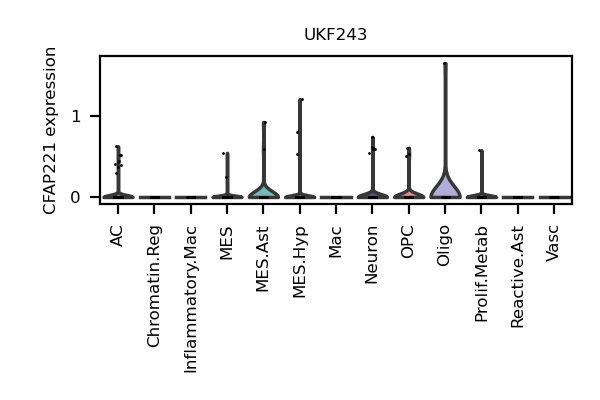 UKF243
CFAP221 expression
1
0
AC
Chromatin.Reg
Inflammatory.Mac
MES
MES.Ast
MES.Hyp
Mac
Neuron
OPC
Oligo
Prolif.Metab
Reactive.Ast
Vasc